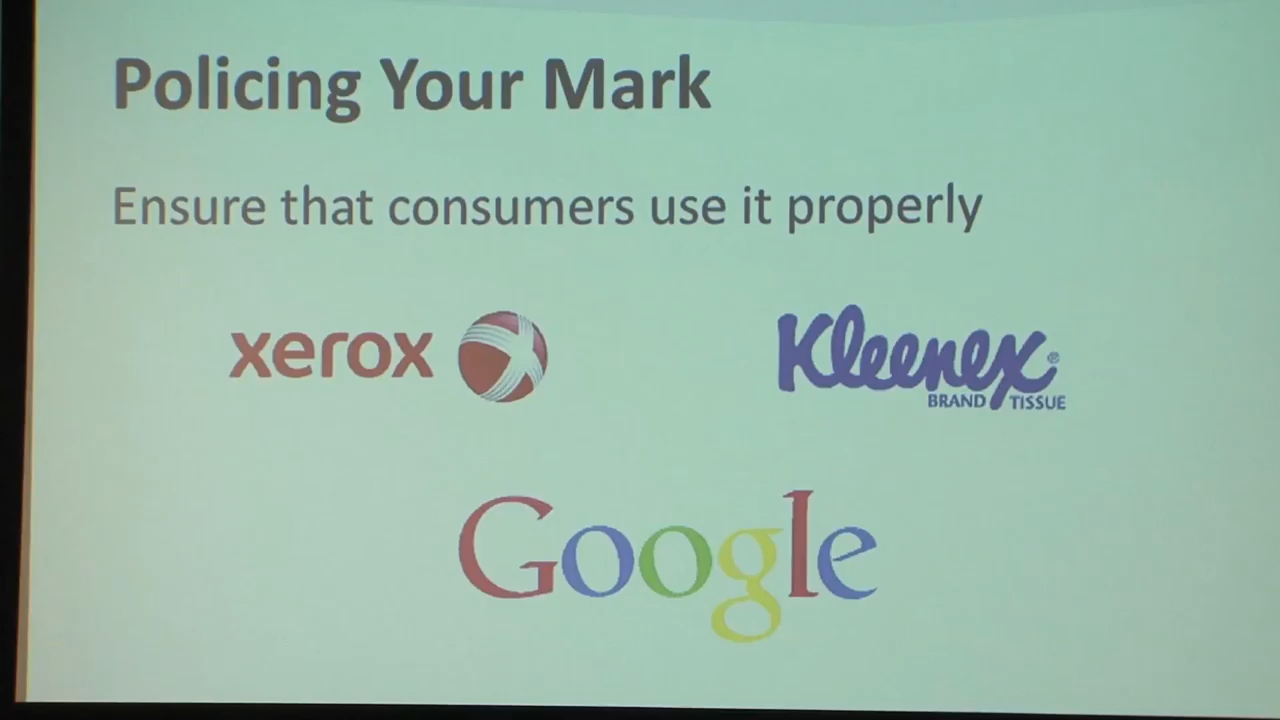 Policing Your Mark
Ensure that consumers use it properly
xerox
Kleenex®
BRAND TISSUE
Google